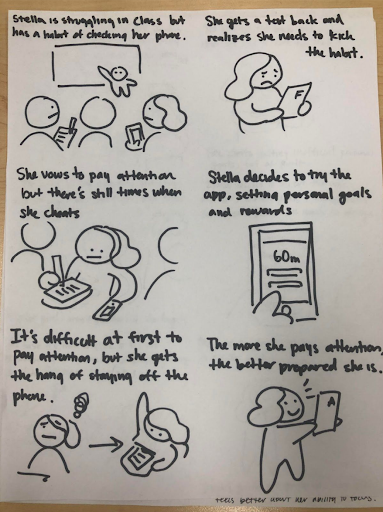 Stella is struggling in class but
has a habit of checking her phone.
She gets a test back and
realizes she needs to kick
the habit.
F
She vows to pay attention
but there's still times when
she cheats
Stella decides to try the
app, setting personal goals
and rewards
60m
It's difficult at first to
pay attention, but she gets
the hang of staying off the
phone.
The more she pays attention,
the better prepared she is.
A
feels better about her ability to focus.